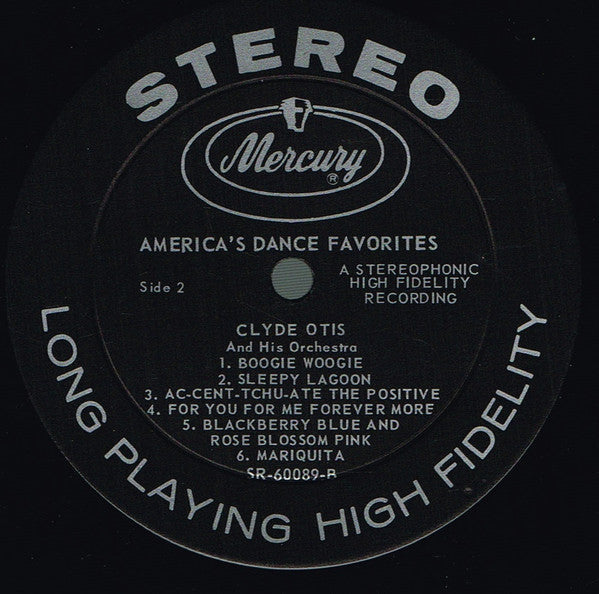 STEREO
Mercury®
AMERICA'S DANCE FAVORITES
Side 2
A STEREOPHONIC
HIGH FIDELITY
RECORDING
CLYDE OTIS
And His Orchestra
1. BOOGIE WOOGIE
2. SLEEPY LAGOON
3. AC-CENT-TCHU-ATE THE POSITIVE
4. FOR YOU FOR ME FOREVER MORE
5. BLACKBERRY BLUE AND
ROSE BLOSSOM PINK
6. MARIQUITA
SR-60089-B
LONG PLAYING HIGH FIDELITY